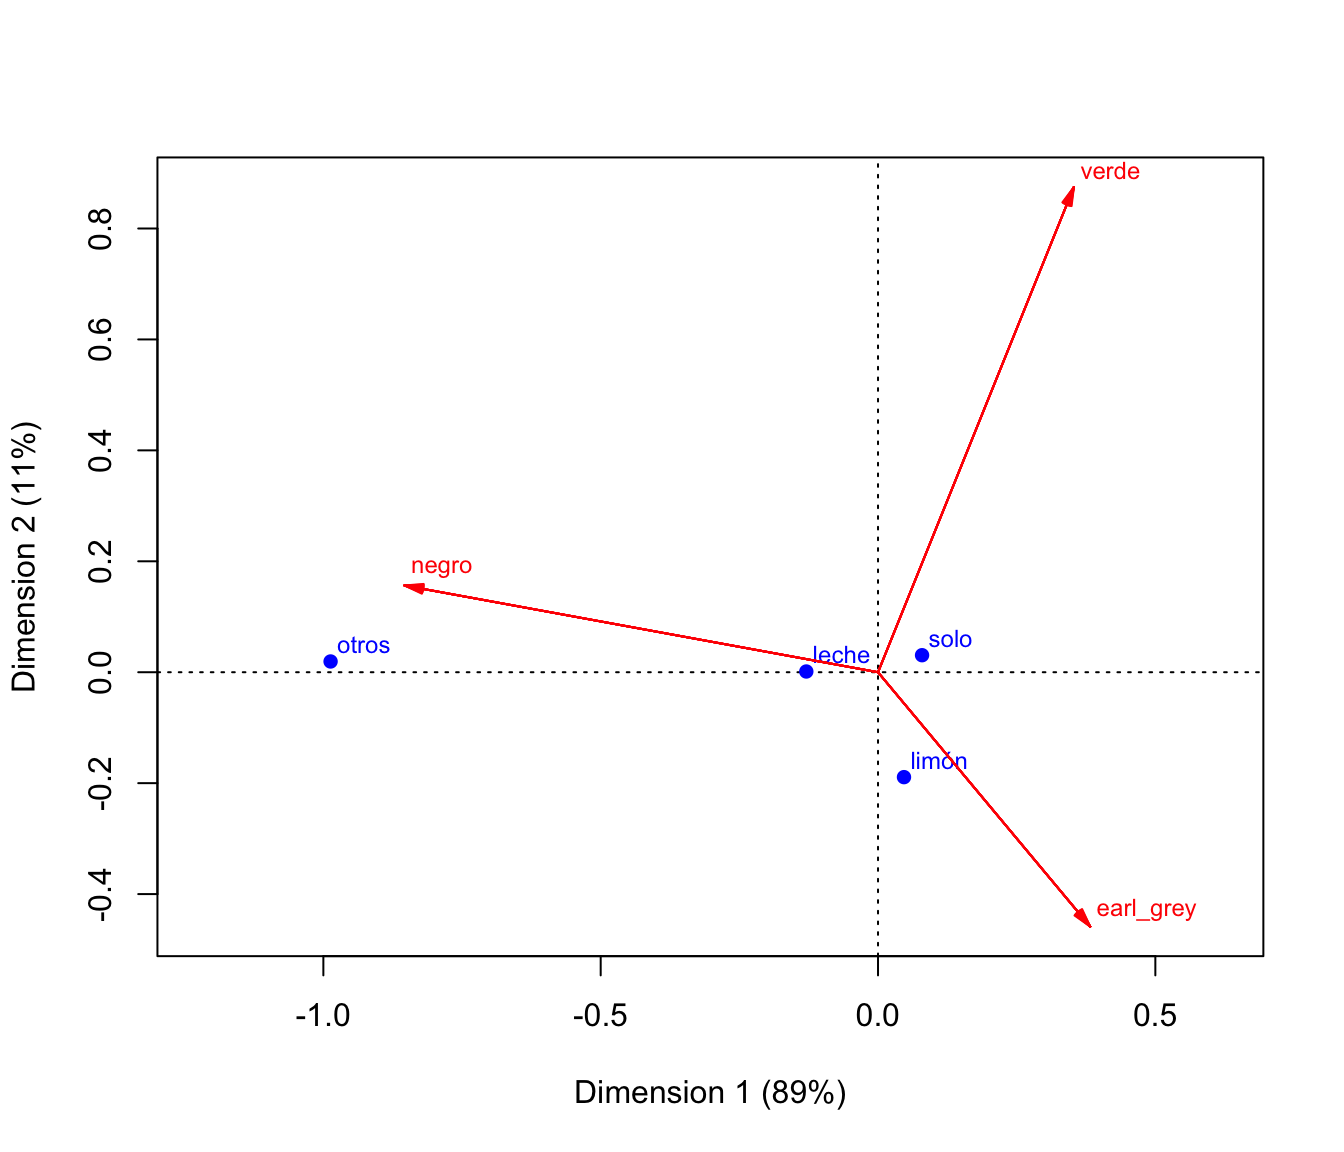 verde
0.8
0.6
0.4
0.2
0.0
-0.2
-0.4
Dimension 2 (11%)
negro
otros
leche
solo
limón
earl_grey
-1.0
-0.5
0.0
0.5
Dimension 1 (89%)